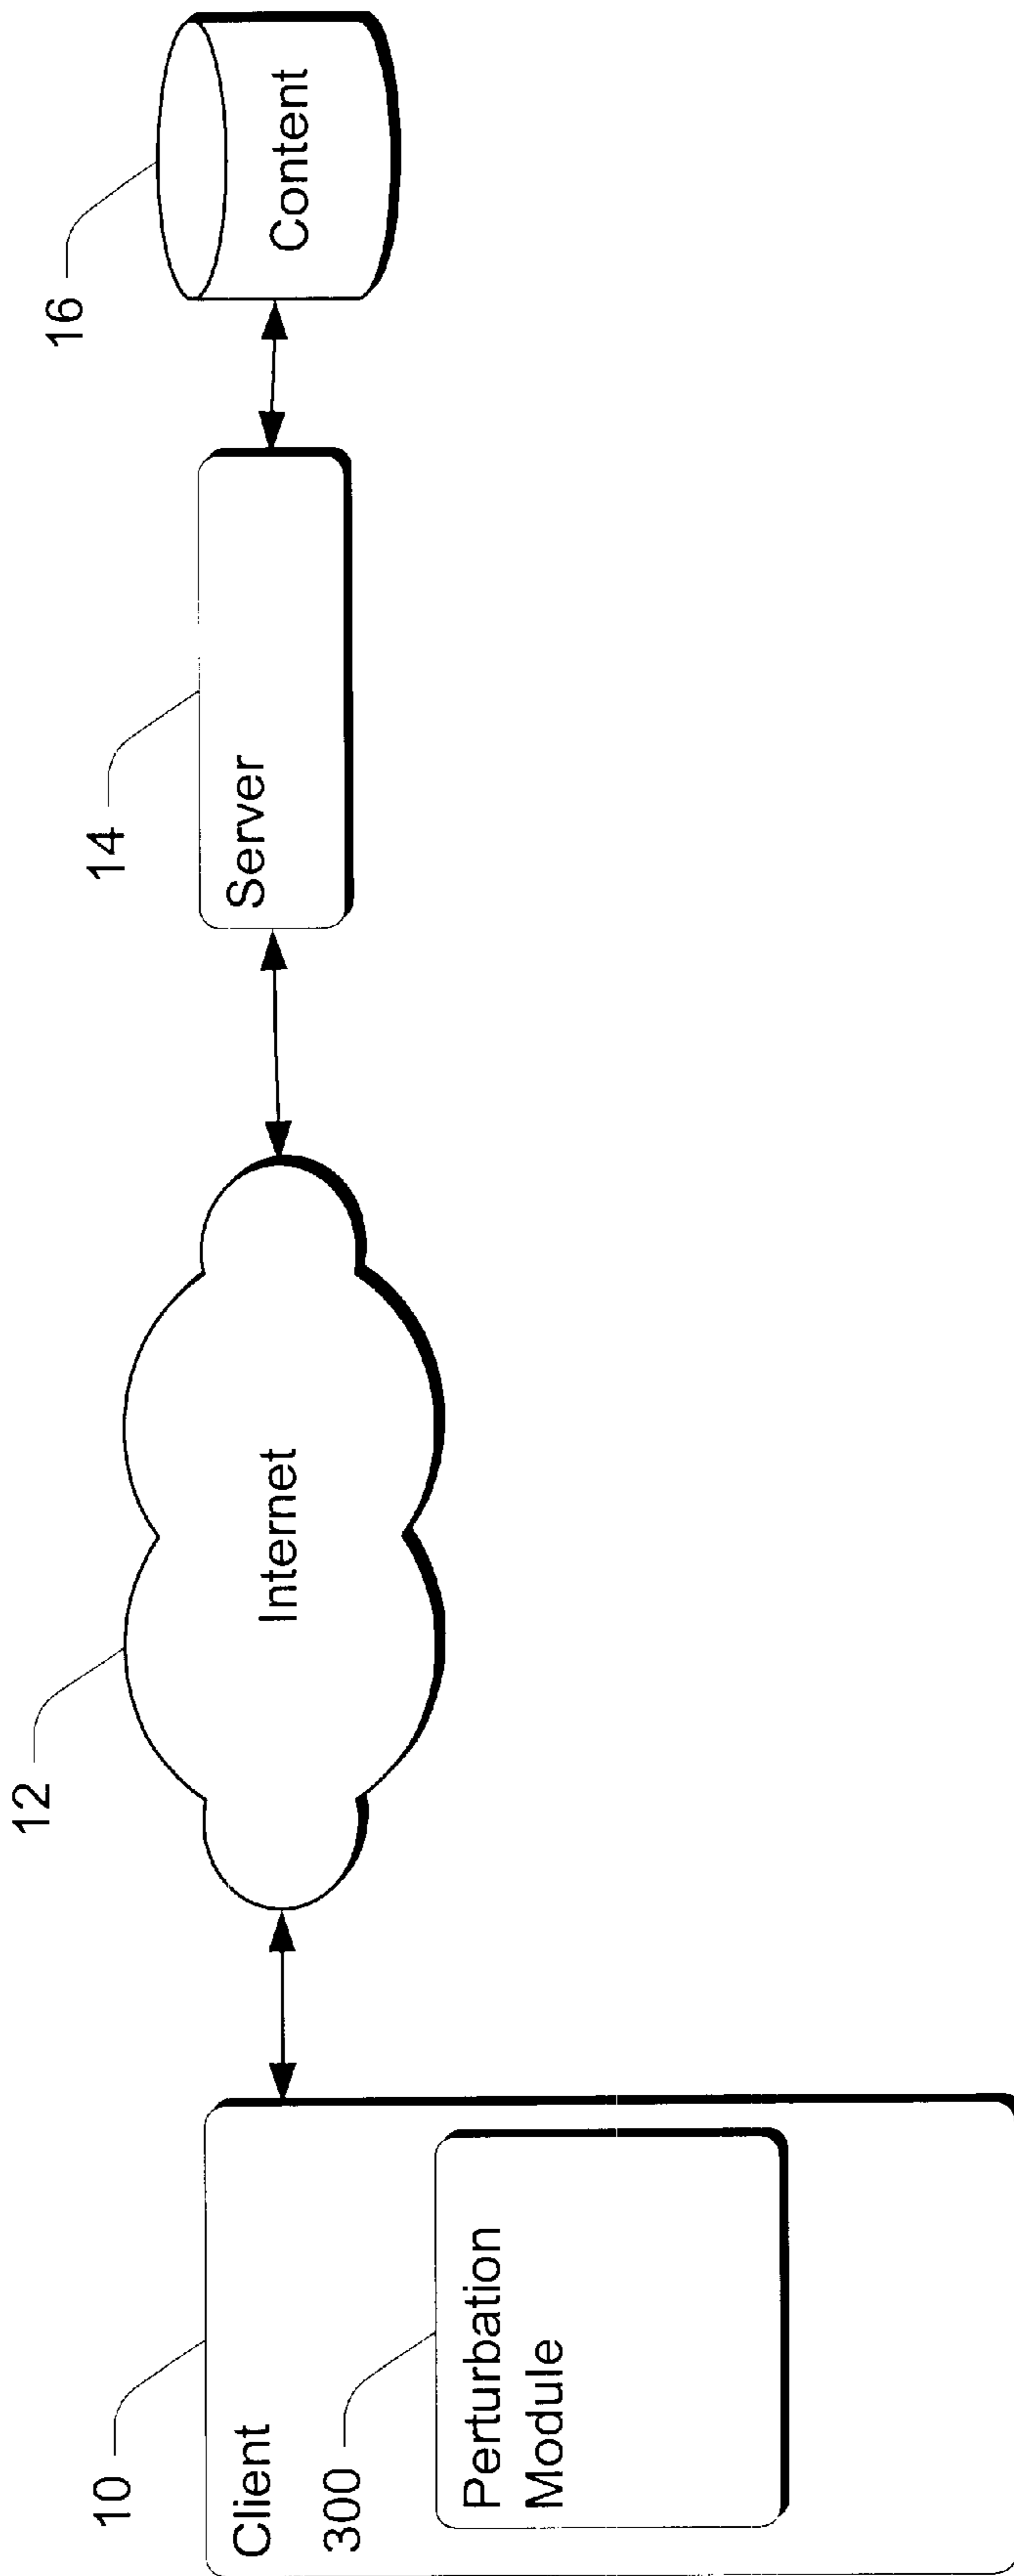 10
Client
300
Perturbation
Module
12
Internet
14
Server
16
Content